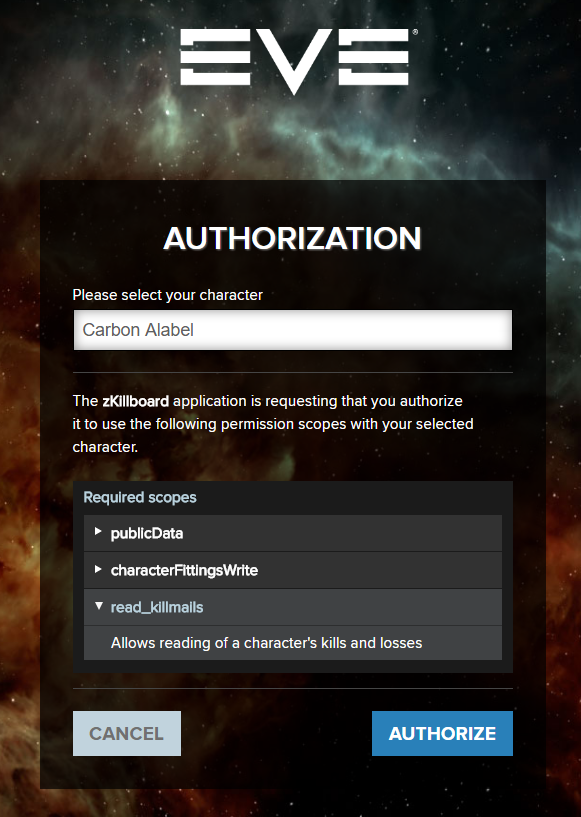 EVE®
AUTHORIZATION
Please select your character
Carbon Alabel
The zKillboard application is requesting that you authorize
it to use the following permission scopes with your selected
character.
Required scopes
publicData
characterFittingsWrite
read_killmails
Allows reading of a character's kills and losses
CANCEL
AUTHORIZE